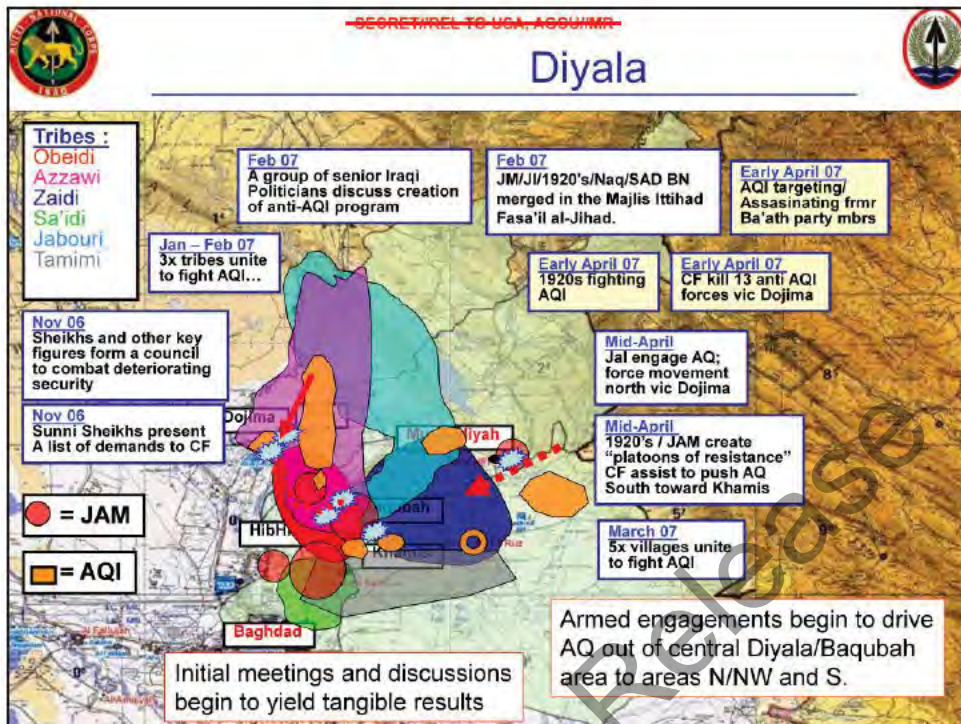 SECRET//REL TO USA, ACGU//MR
Diyala
MULTI-NATIONAL CORPS
IRAQ
Tribes :
Obeidi
Azzawi
Zaidi
Sa'idi
Jabouri
Tamimi
Feb 07
A group of senior Iraqi
Politicians discuss creation
of anti-AQI program
Feb 07
JM/JI/1920's/Naq/SAD BN
merged in the Majlis Ittihad
Fasa'il al-Jihad.
Early April 07
AQI targeting/
Assasinating frmr
Ba'ath party mbrs
Jan – Feb 07
3x tribes unite
to fight AQI…
Early April 07
1920s fighting
AQI
Early April 07
CF kill 13 anti AQI
forces vic Dojima
Nov 06
Sheikhs and other key
figures form a council
to combat deteriorating
security
Mid-April
JaI engage AQ;
force movement
north vic Dojima
Nov 06
Sunni Sheikhs present
A list of demands to CF
Dojima
Mid-April
1920's / JAM create
"platoons of resistance"
CF assist to push AQ
South toward Khamis
= JAM
= AQI
March 07
5x villages unite
to fight AQI
Baghdad
Initial meetings and discussions
begin to yield tangible results
Armed engagements begin to drive
AQ out of central Diyala/Baqubah
area to areas N/NW and S.
Release